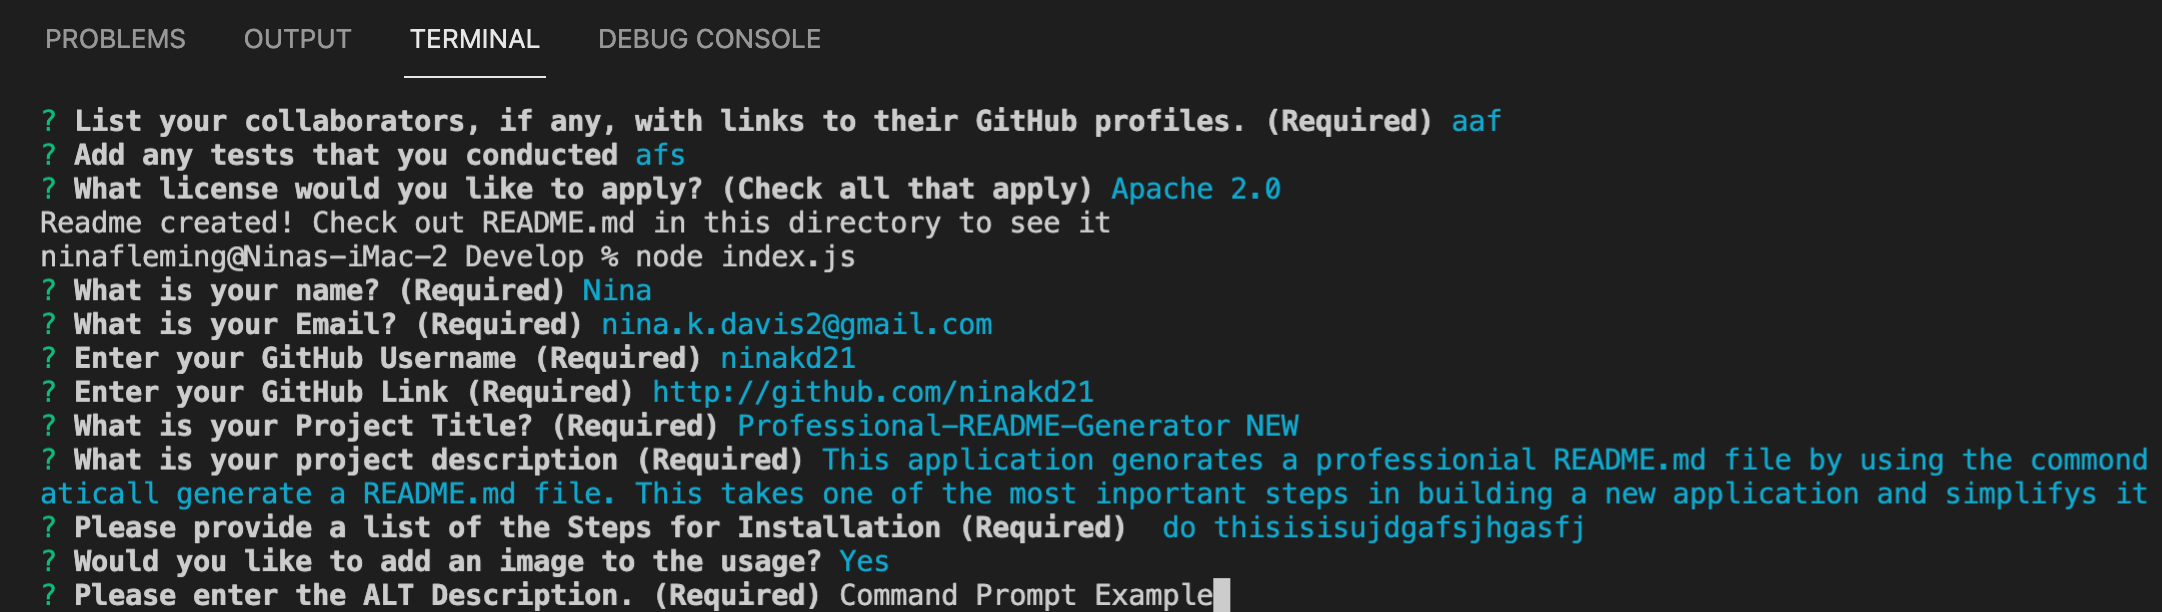 PROBLEMS OUTPUT TERMINAL DEBUG CONSOLE
? List your collaborators, if any, with links to their GitHub profiles. (Required) aaf
? Add any tests that you conducted afs
? What license would you like to apply? (Check all that apply) Apache 2.0
Readme created! Check out README.md in this directory to see it
ninafleming@Ninas-iMac-2 Develop % node index.js
? What is your name? (Required) Nina
? What is your Email? (Required) nina.k.davis2@gmail.com
? Enter your GitHub Username (Required) ninakd21
? Enter your GitHub Link (Required) http://github.com/ninakd21
? What is your Project Title? (Required) Professional-README-Generator NEW
? What is your project description (Required) This application genorates a professionial README.md file by using the commond
aticall generate a README.md file. This takes one of the most inportant steps in building a new application and simplifys it
? Please provide a list of the Steps for Installation (Required)  do thisisisujdgafsjhgasfj
? Would you like to add an image to the usage? Yes
? Please enter the ALT Description. (Required) Command Prompt Example